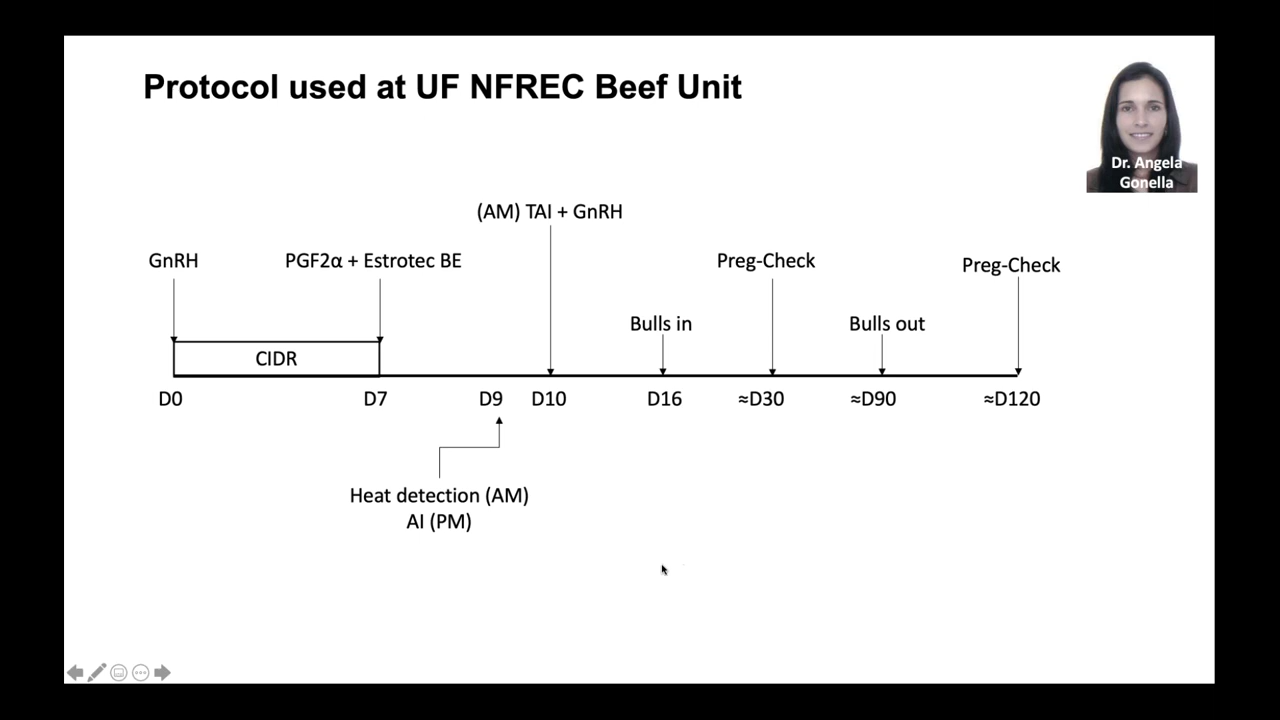 Protocol used at UF NFREC Beef Unit
Dr. Angela
Gonella
(AM) TAI + GnRH
GnRH
PGF2α + Estrotec BE
Preg-Check
Preg-Check
Bulls in
Bulls out
CIDR
D0
D7
D9
D10
D16
≈D30
≈D90
≈D120
Heat detection (AM)
AI (PM)